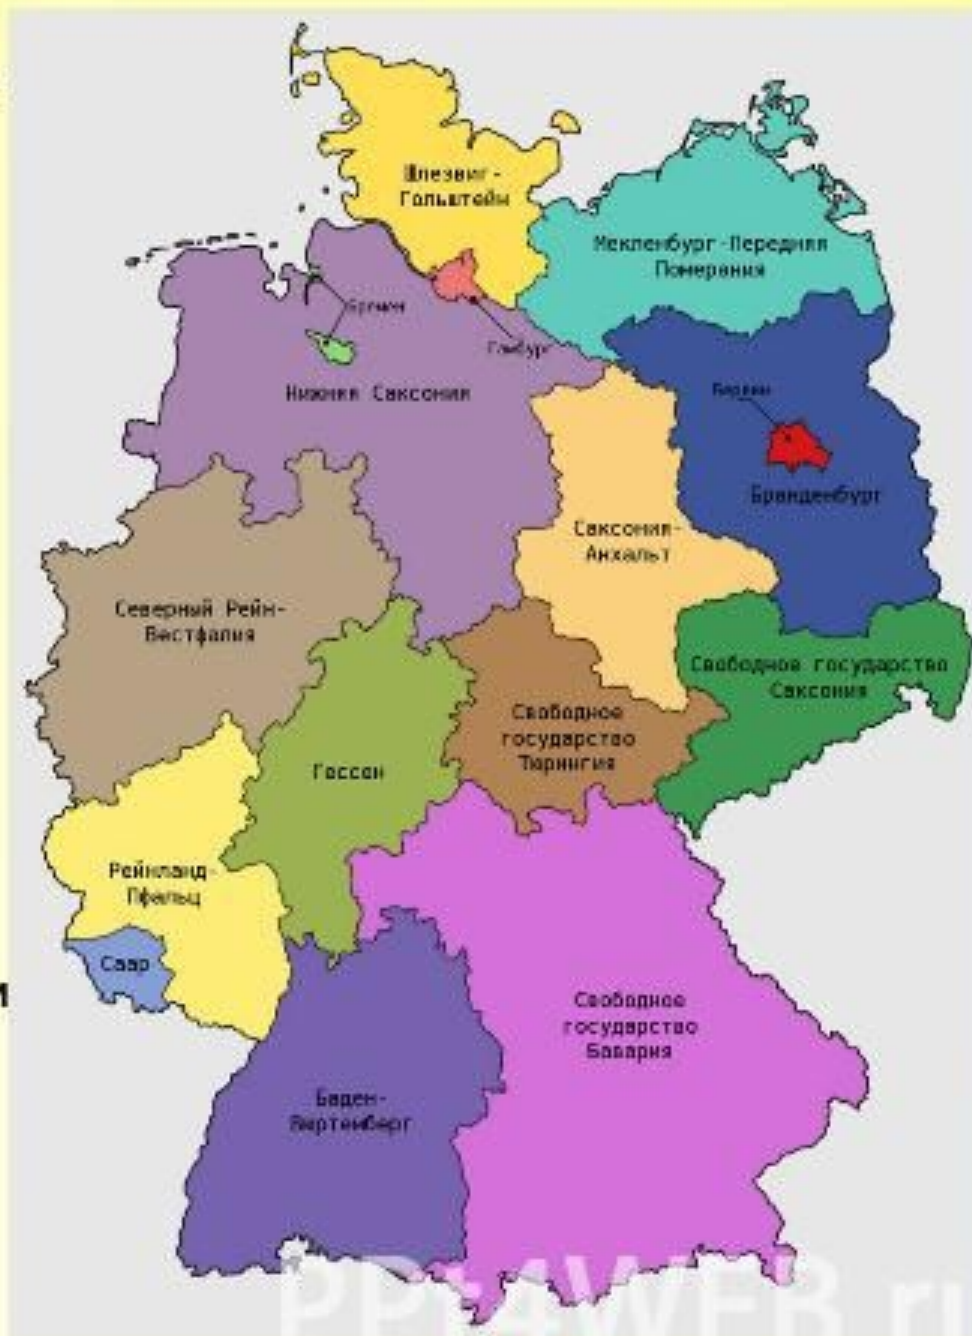 Шлезвиг-
Гольштейн
Мекленбург-Передняя
Померания
Бремен
Гамбург
Нижняя Саксония
Берлин
Бранденбург
Саксония-
Анхальт
Северный Рейн-
Вестфалия
Свободное государство
Саксония
Свободное
государство
Тюрингия
Гессен
Рейнланд-
Пфальц
Саар
Свободное
государство
Бавария
Баден-
Виртемберг
PPt4WEB.ru